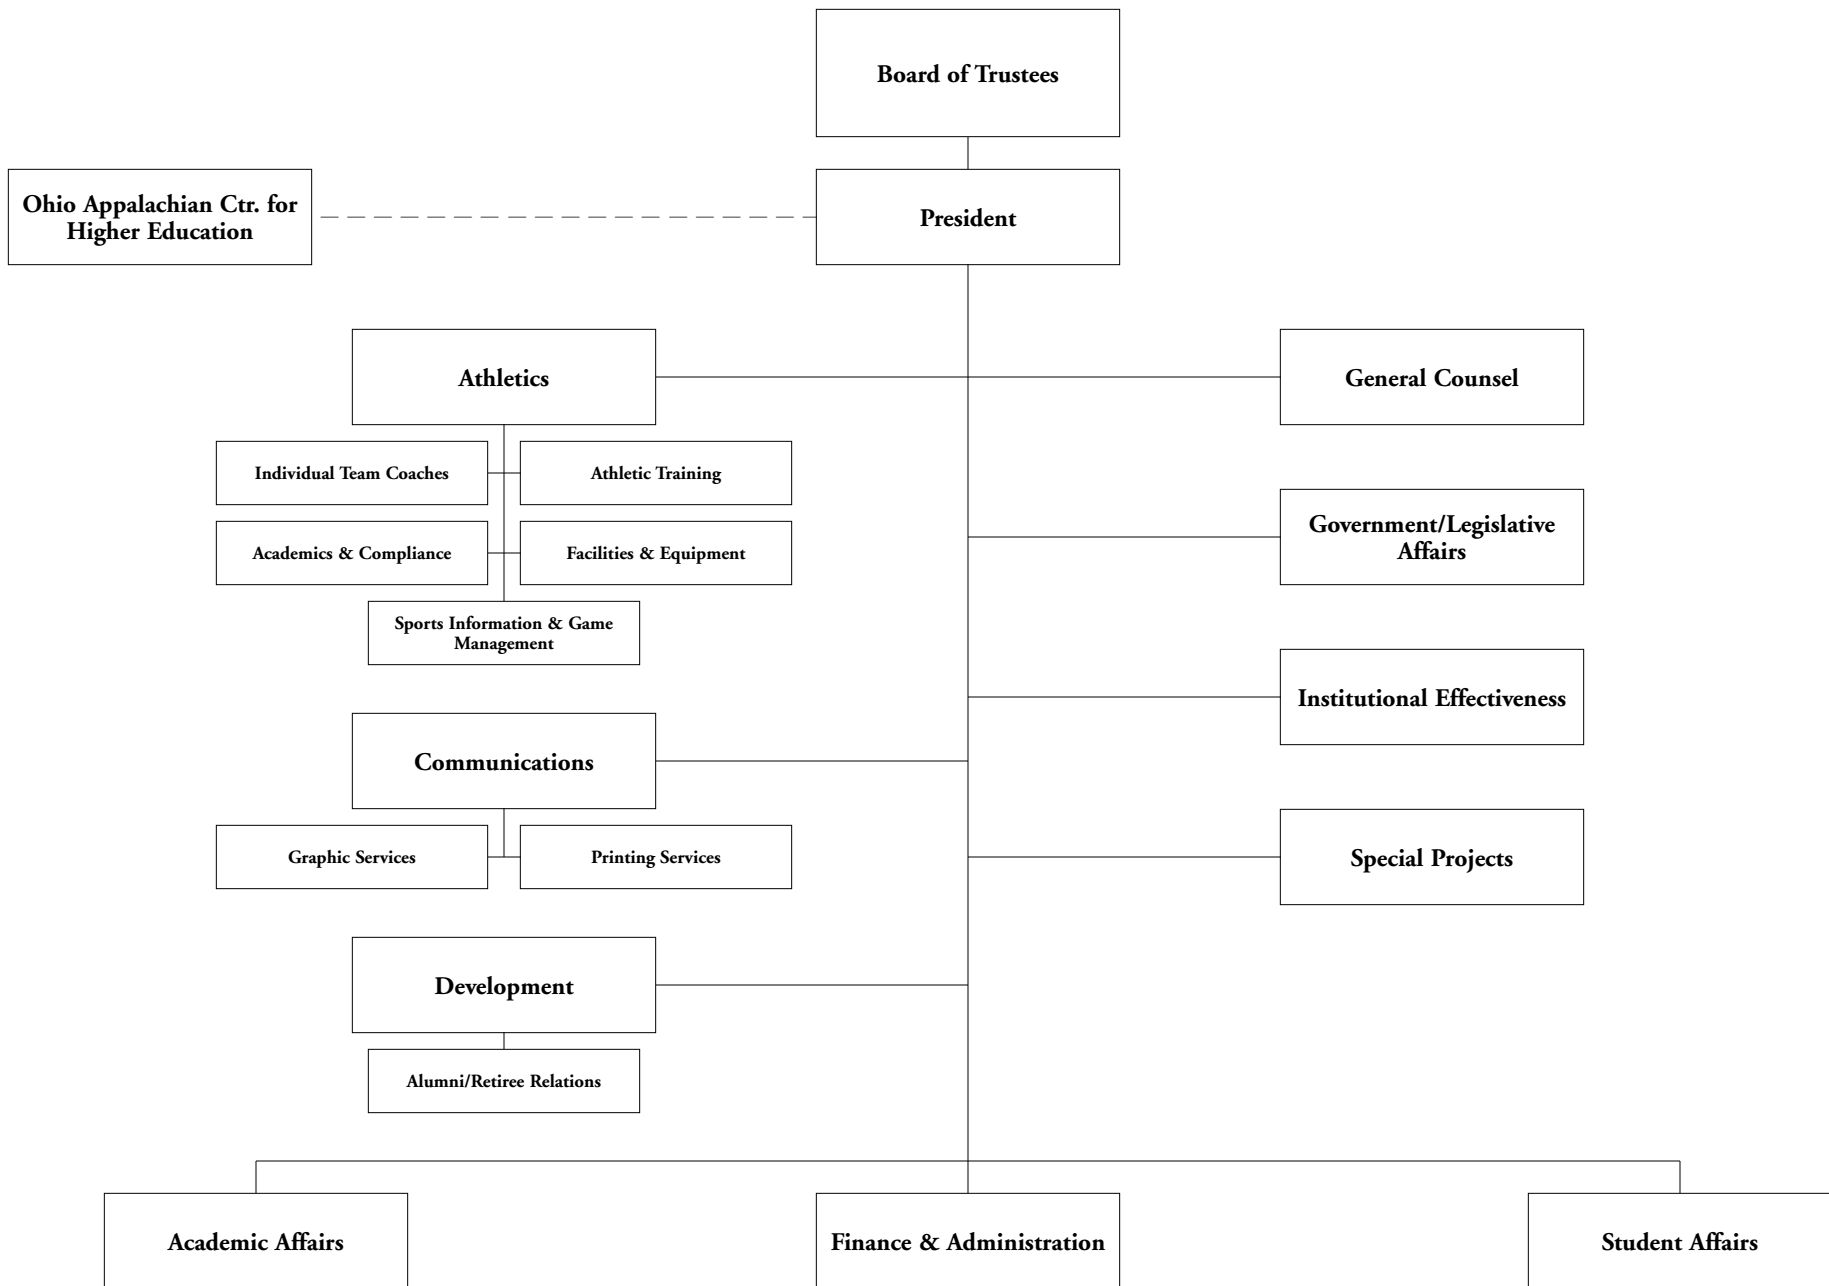 Board of Trustees
Ohio Appalachian Ctr. for
Higher Education
President
Athletics
General Counsel
Individual Team Coaches
Athletic Training
Academics & Compliance
Facilities & Equipment
Sports Information & Game
Management
Government/Legislative
Affairs
Institutional Effectiveness
Communications
Graphic Services
Printing Services
Special Projects
Development
Alumni/Retiree Relations
Academic Affairs
Finance & Administration
Student Affairs